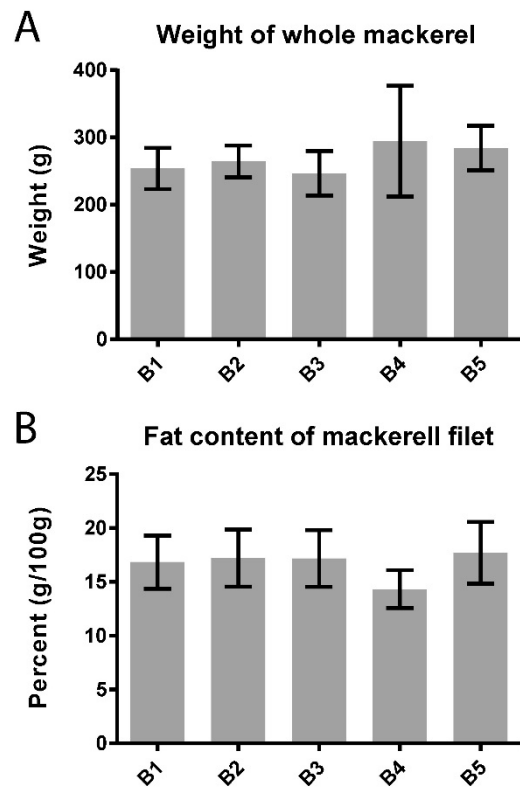 A
Weight of whole mackerel
Weight (g)
400
300
200
100
0
B1
B2
B3
B4
B5
B
Fat content of mackerell filet
Percent (g/100g)
25
20
15
10
5
0
B1
B2
B3
B4
B5